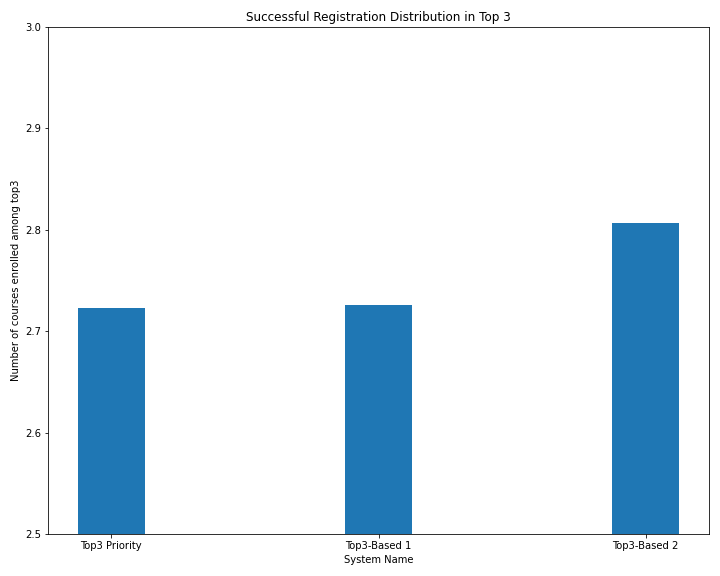 Successful Registration Distribution in Top 3
Number of courses enrolled among top3
3.0
2.9
2.8
2.7
2.6
2.5
Top3 Priority
Top3-Based 1
Top3-Based 2
System Name